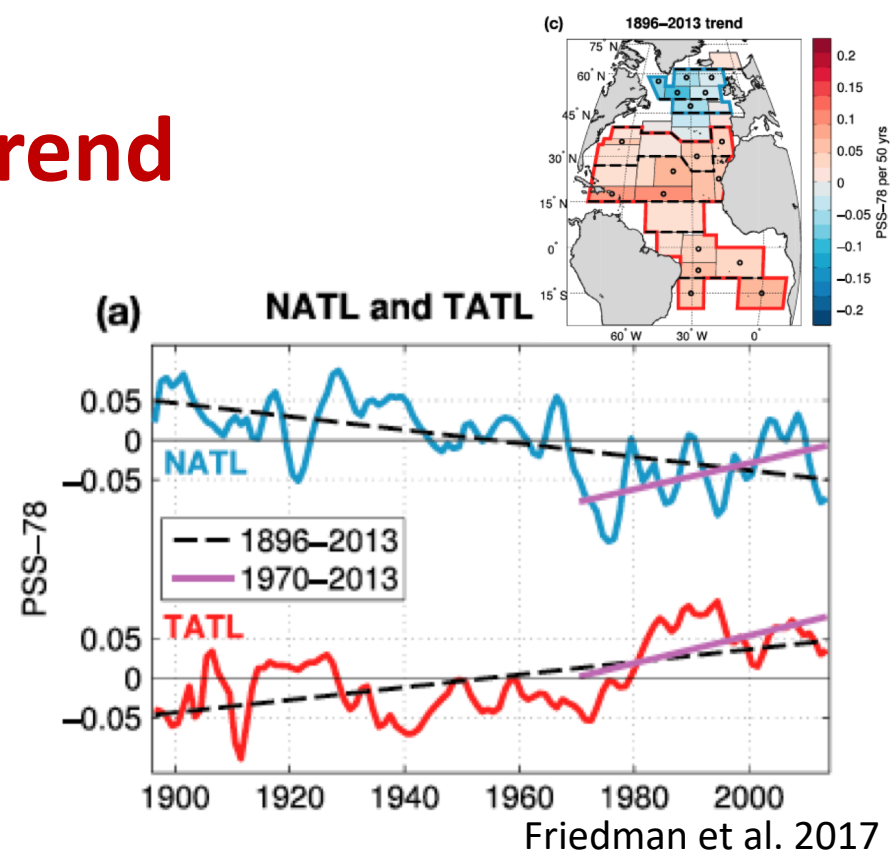 rend
(c) 1896–2013 trend
75° N
60° N
45° N
30° N
15° N
0°
15° S
60° W 30° W 0°
0.2
0.15
0.1
0.05
0
−0.05
−0.1
−0.15
−0.2
PSS–78 per 50 yrs
(a) NATL and TATL
0.05
0
−0.05
NATL
1896–2013
1970–2013
PSS–78
TATL
0.05
0
−0.05
1900 1920 1940 1960 1980 2000
Friedman et al. 2017